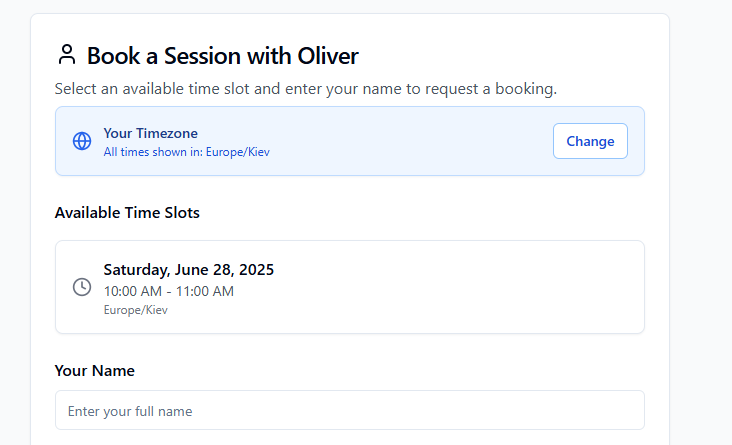 Book a Session with Oliver
Select an available time slot and enter your name to request a booking.
Your Timezone
All times shown in: Europe/Kiev
Change
Available Time Slots
Saturday, June 28, 2025
10:00 AM - 11:00 AM
Europe/Kiev
Your Name
Enter your full name